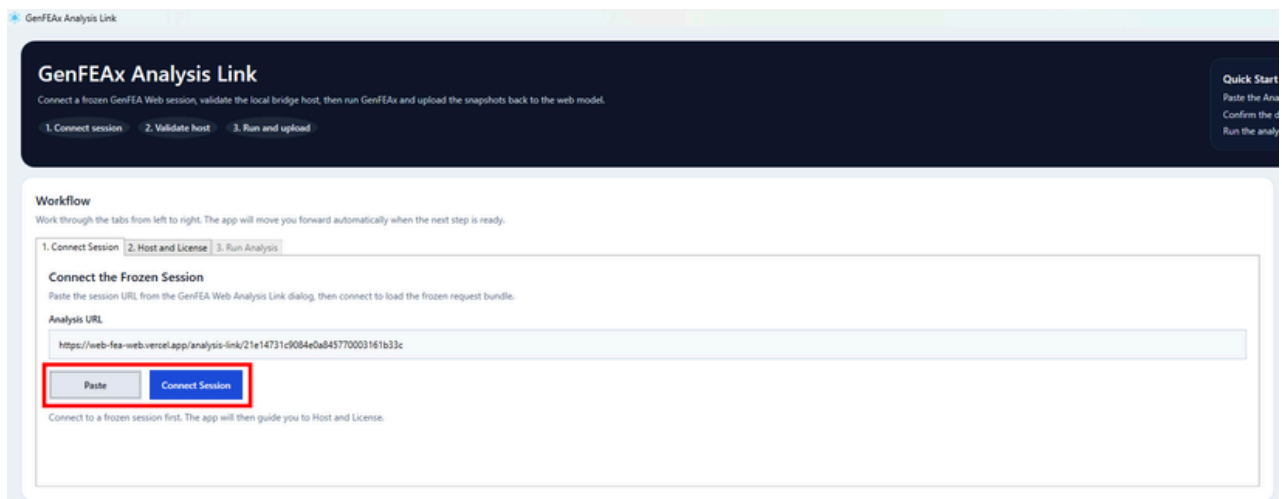 GenFEAx Analysis Link
GenFEAx Analysis Link
Connect a frozen GenFEA Web session, validate the local bridge host, then run GenFEAx and upload the snapshots back to the web model.
1. Connect session 2. Validate host 3. Run and upload
Quick Start
Paste the Ana
Confirm the d
Run the analy
Workflow
Work through the tabs from left to right. The app will move you forward automatically when the next step is ready.
1. Connect Session 2. Host and License 3. Run Analysis
Connect the Frozen Session
Paste the session URL from the GenFEA Web Analysis Link dialog, then connect to load the frozen request bundle.
Analysis URL
https://web-fea-web.vercel.app/analysis-link/21e14731c9084e0a845770003161b33c
Paste Connect Session
Connect to a frozen session first. The app will then guide you to Host and License.